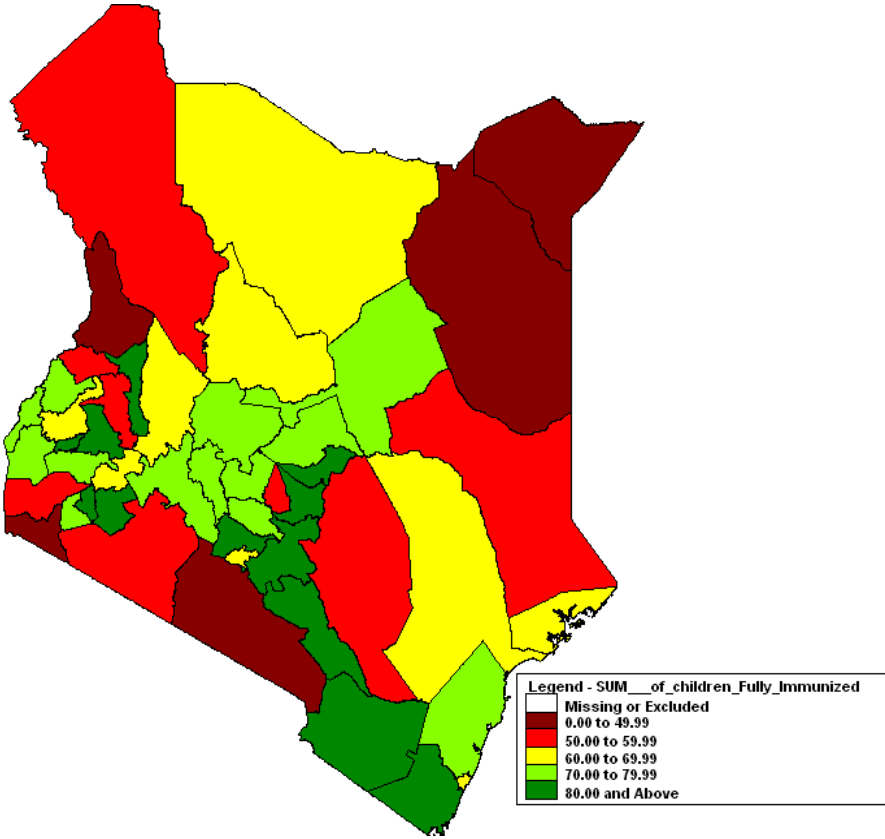 Legend - SUM___of_children_Fully_Immunized
Missing or Excluded
0.00 to 49.99
50.00 to 59.99
60.00 to 69.99
70.00 to 79.99
80.00 and Above